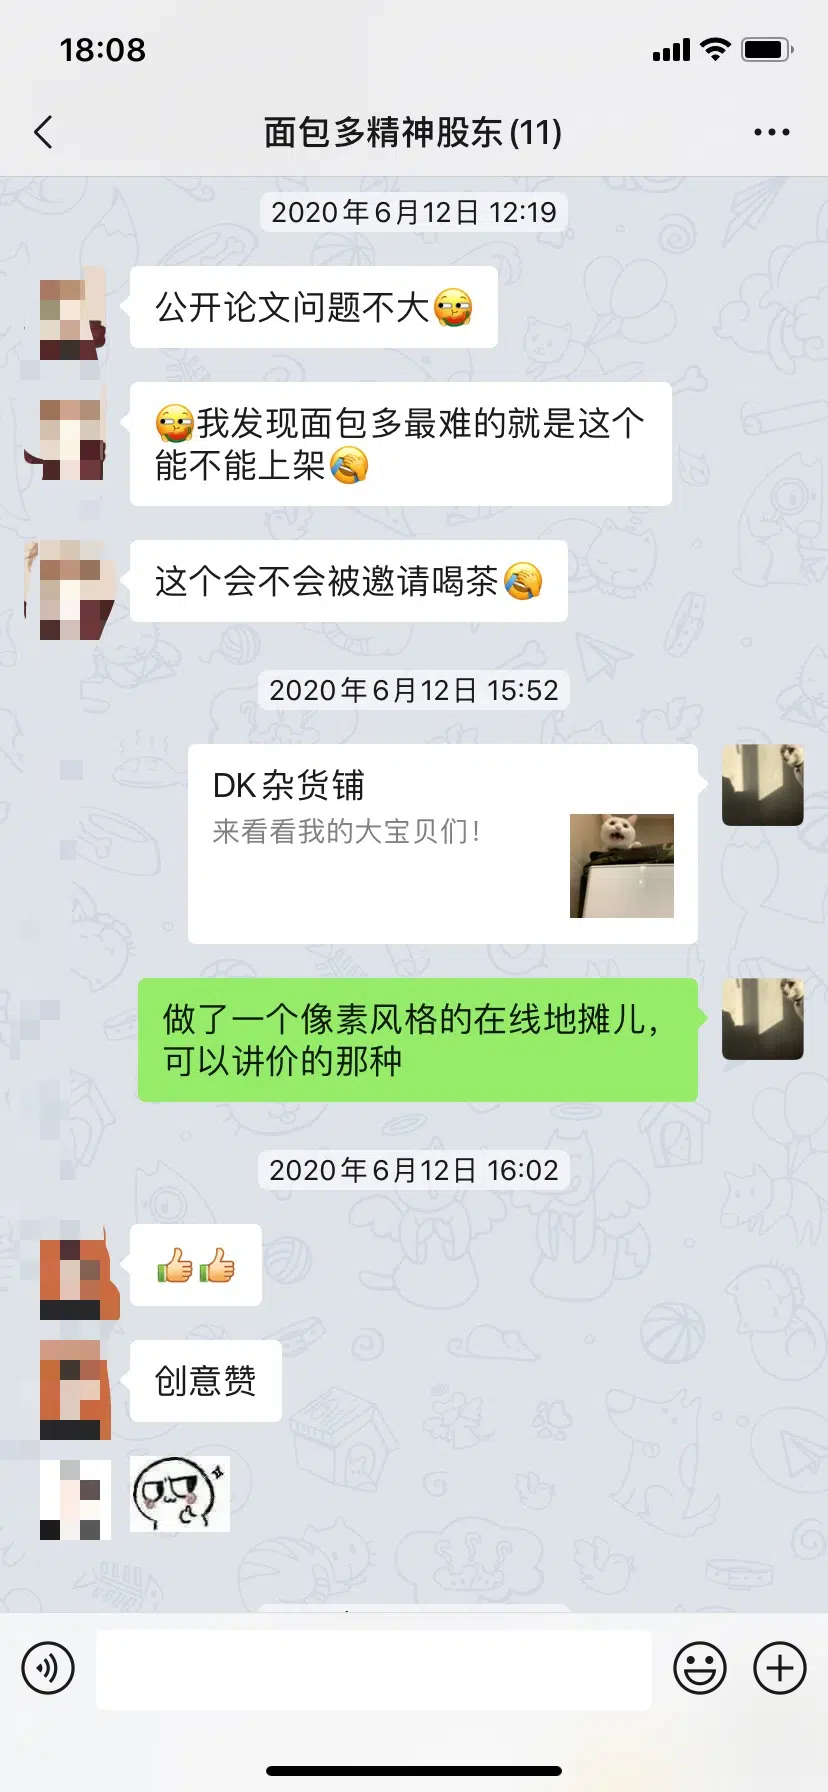 18:08
面包多精神股东(11)
2020年6月12日 12:19
公开论文问题不大
我发现面包多最难的就是这个
能不能上架
这个会不会被邀请喝茶
2020年6月12日 15:52
DK杂货铺
来看看我的大宝贝们！
做了一个像素风格的在线地摊儿，
可以讲价的那种
2020年6月12日 16:02
创意赞